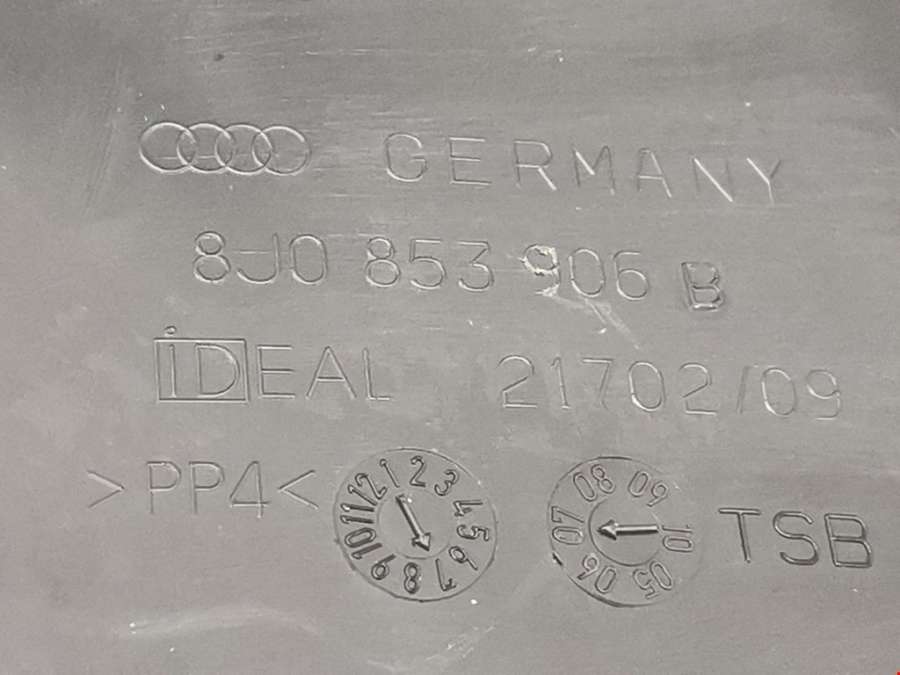 GERMANY
8J0 853 906 B
iDEAL 21702/09
>PP4<
1 2 3 4 5 6 7 8 9 10 11 12
05 06 07 08 09 10
TSB